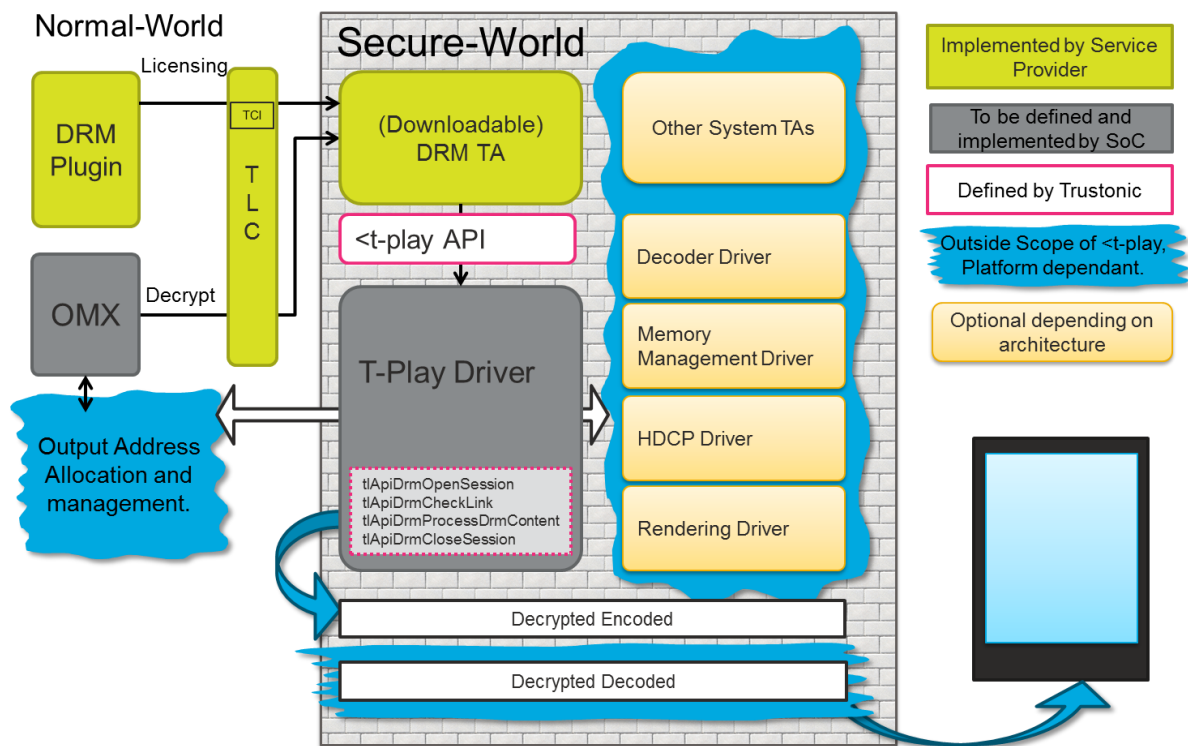 Normal-World
Licensing
DRM
Plugin
TCI
T
L
C
OMX
Decrypt
Output Address
Allocation and
management.
Secure-World
(Downloadable)
DRM TA
<t-play API
T-Play Driver
tlApiDrmOpenSession
tlApiDrmCheckLink
tlApiDrmProcessDrmContent
tlApiDrmCloseSession
Other System TAs
Decoder Driver
Memory
Management Driver
HDCP Driver
Rendering Driver
Decrypted Encoded
Decrypted Decoded
Implemented by Service
Provider
To be defined and
implemented by SoC
Defined by Trustonic
Outside Scope of <t-play,
Platform dependant.
Optional depending on
architecture